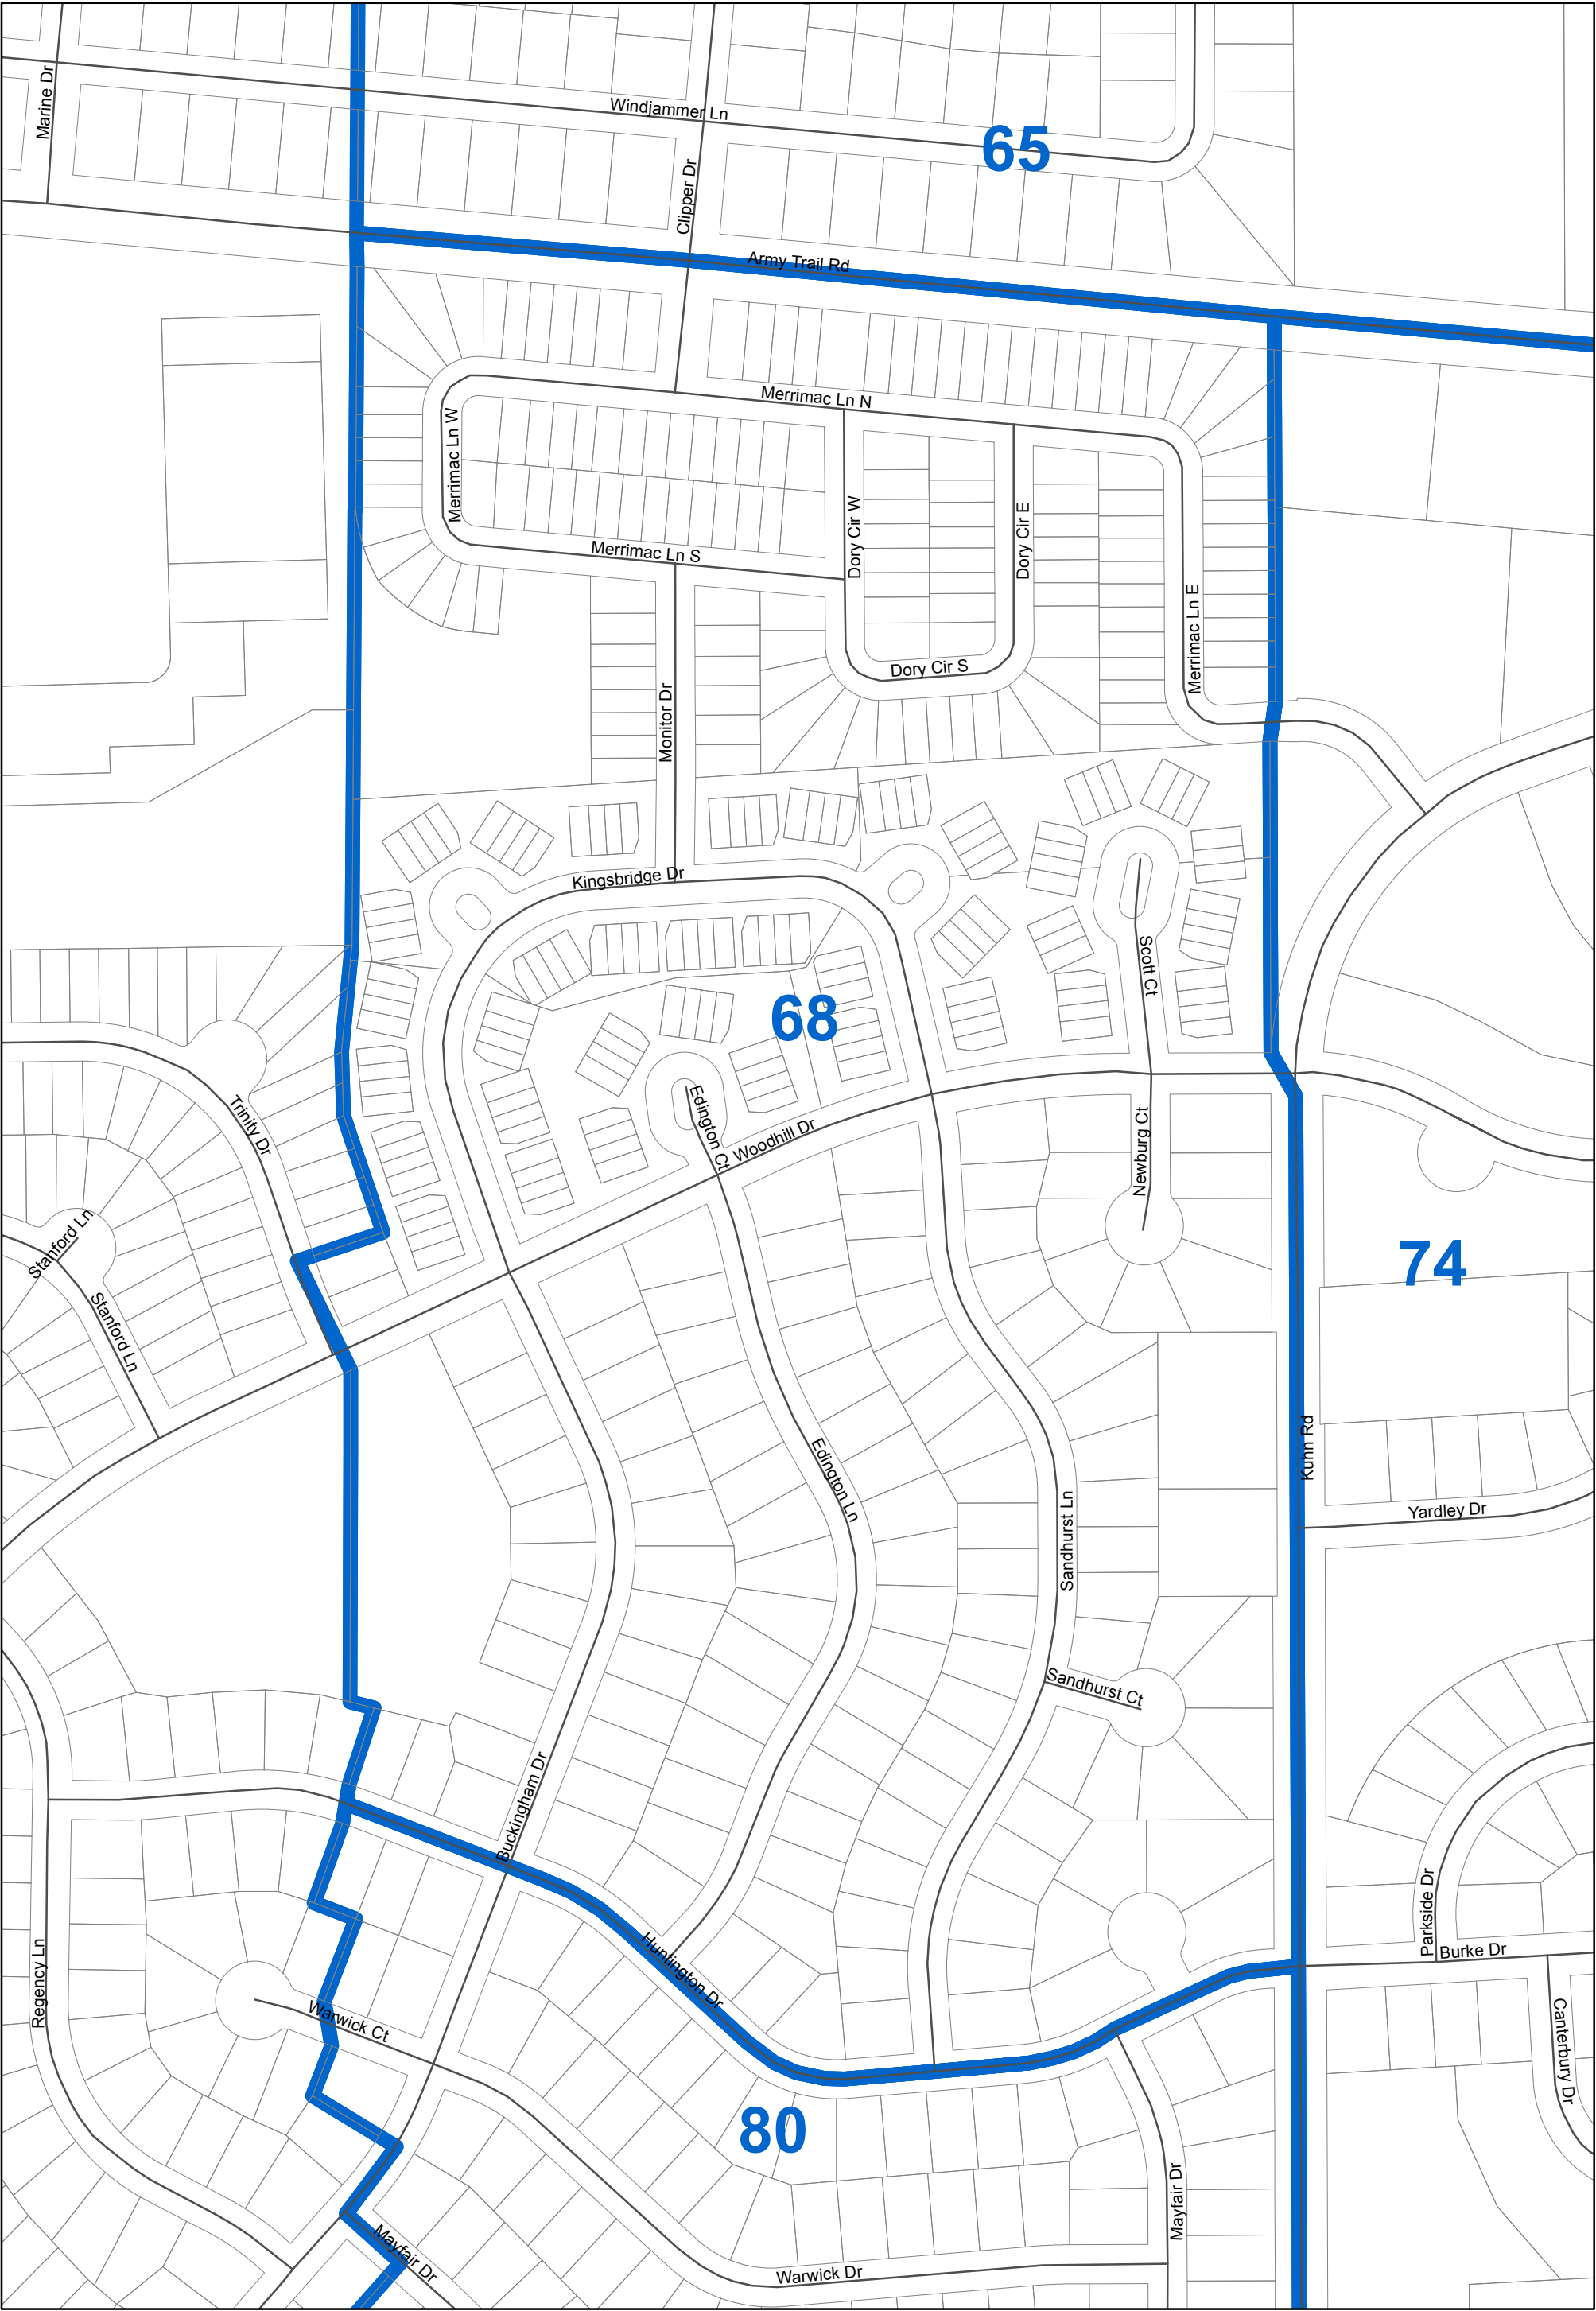 Marine Dr
Windjammer Ln
65
Clipper Dr
Army Trail Rd
Merrimac Ln N
Merrimac Ln W
Dory Cir W
Dory Cir E
Merrimac Ln S
Merrimac Ln E
Dory Cir S
Monitor Dr
Kingsbridge Dr
Scott Ct
68
Edington Ct
Woodhill Dr
Newburg Ct
Trinity Dr
Stanford Ln
Stanford Ln
74
Kuhn Rd
Edington Ln
Sandhurst Ln
Yardley Dr
Sandhurst Ct
Buckingham Dr
Parkside Dr
Burke Dr
Huntington Dr
Regency Ln
Warwick Ct
Canterbury Dr
80
Mayfair Dr
Mayfair Dr
Warwick Dr